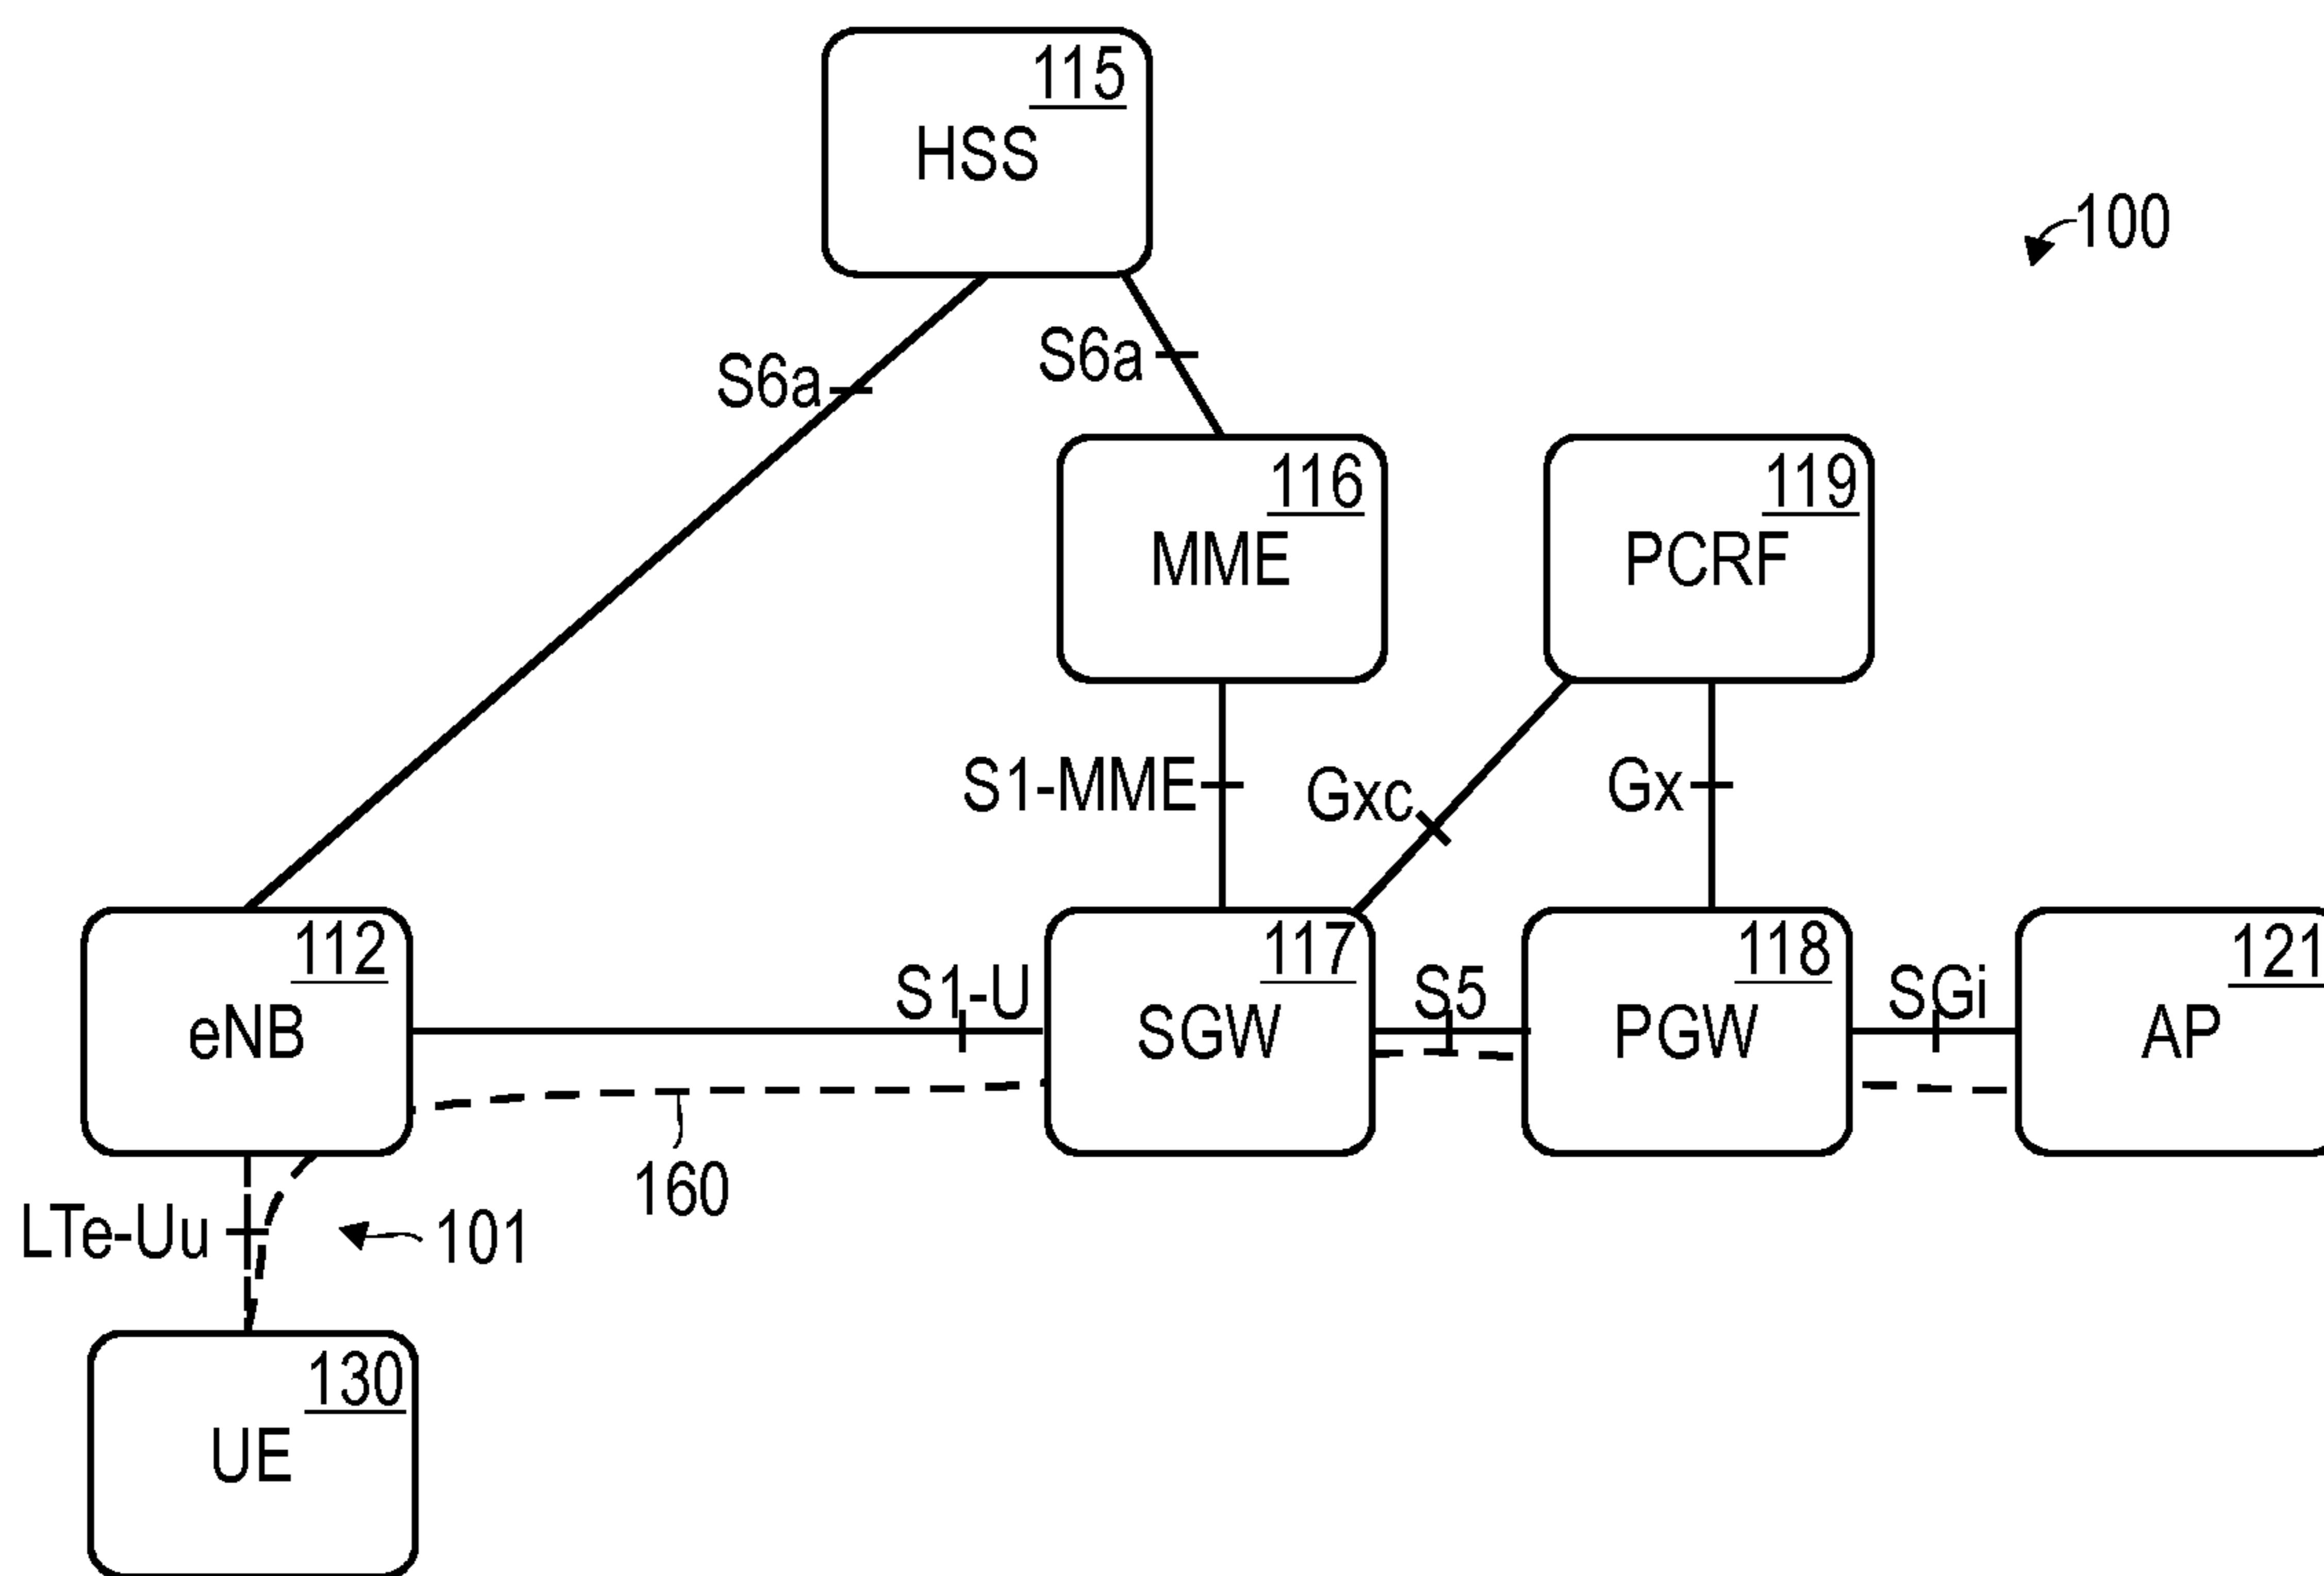 115
HSS
100
S6a
S6a
116
MME
119
PCRF
S1-MME
Gxc
Gx
112
eNB
S1-U
117
SGW
S5
118
PGW
SGi
121
AP
160
LTe-Uu
101
130
UE